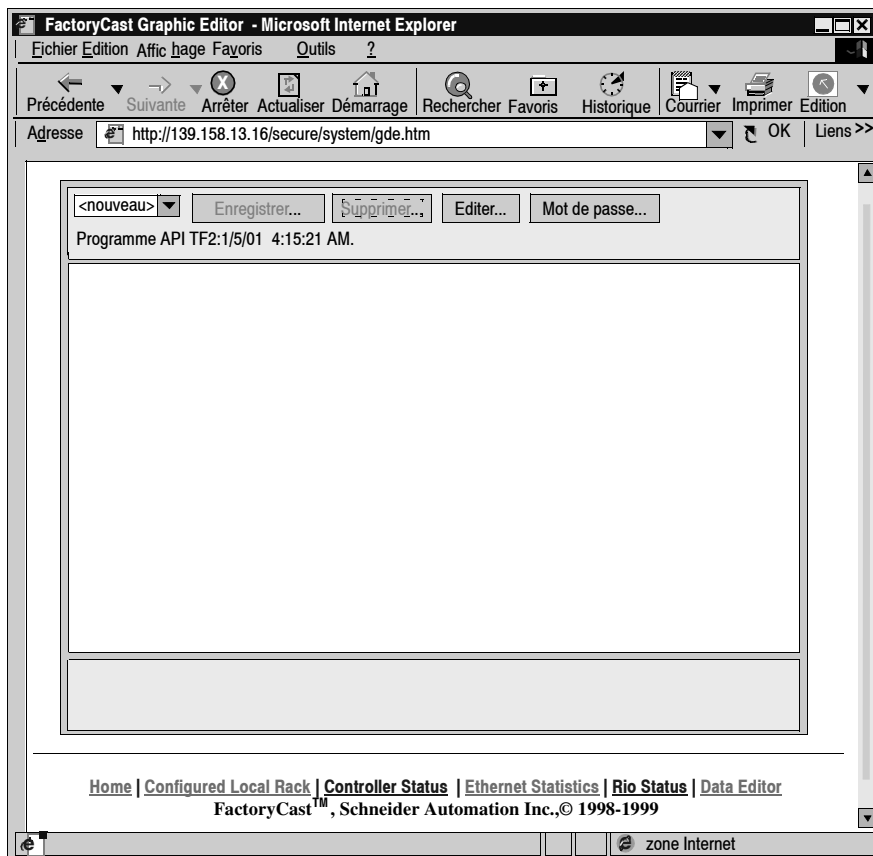 FactoryCast Graphic Editor - Microsoft Internet Explorer
Fichier Edition Affic hage Favoris Outils ?
Précédente Suivante Arrêter Actualiser Démarrage Rechercher Favoris Historique Courrier Imprimer Edition
Adresse http://139.158.13.16/secure/system/gde.htm OK Liens >>
<nouveau> Enregistrer... Supprimer... Editer... Mot de passe...
Programme API TF2:1/5/01 4:15:21 AM.
Home | Configured Local Rack | Controller Status | Ethernet Statistics | Rio Status | Data Editor
FactoryCast™, Schneider Automation Inc.,© 1998-1999
zone Internet